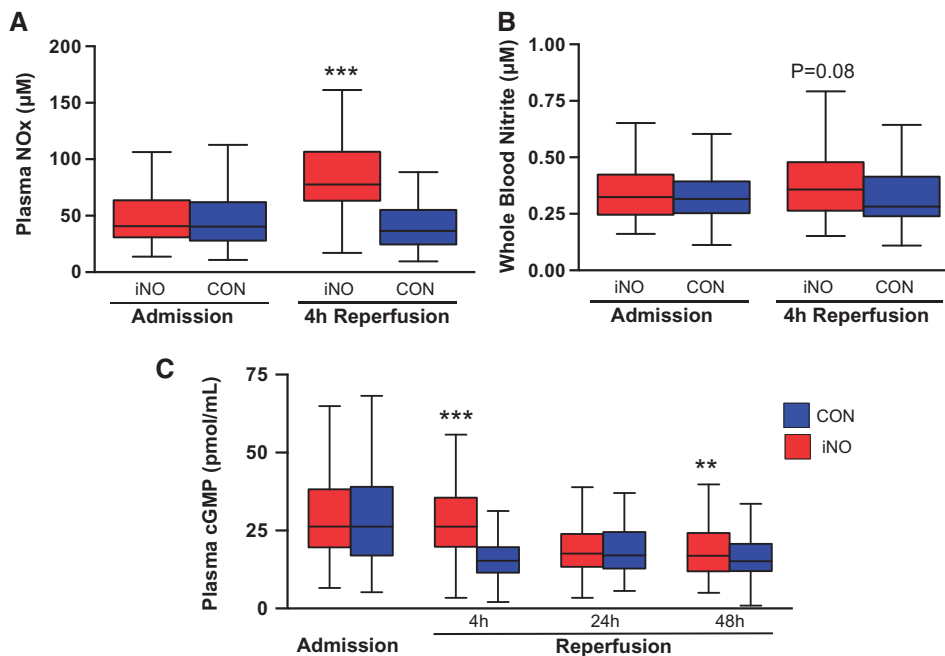 A
Plasma NOx (μM)
200
150
100
50
0
***
iNO CON iNO CON
Admission 4h Reperfusion
B
Whole Blood Nitrite (μM)
1.00
0.75
0.50
0.25
0.00
P=0.08
iNO CON iNO CON
Admission 4h Reperfusion
C
Plasma cGMP (pmol/mL)
75
50
25
0
***
**
CON
iNO
4h 24h 48h
Admission Reperfusion